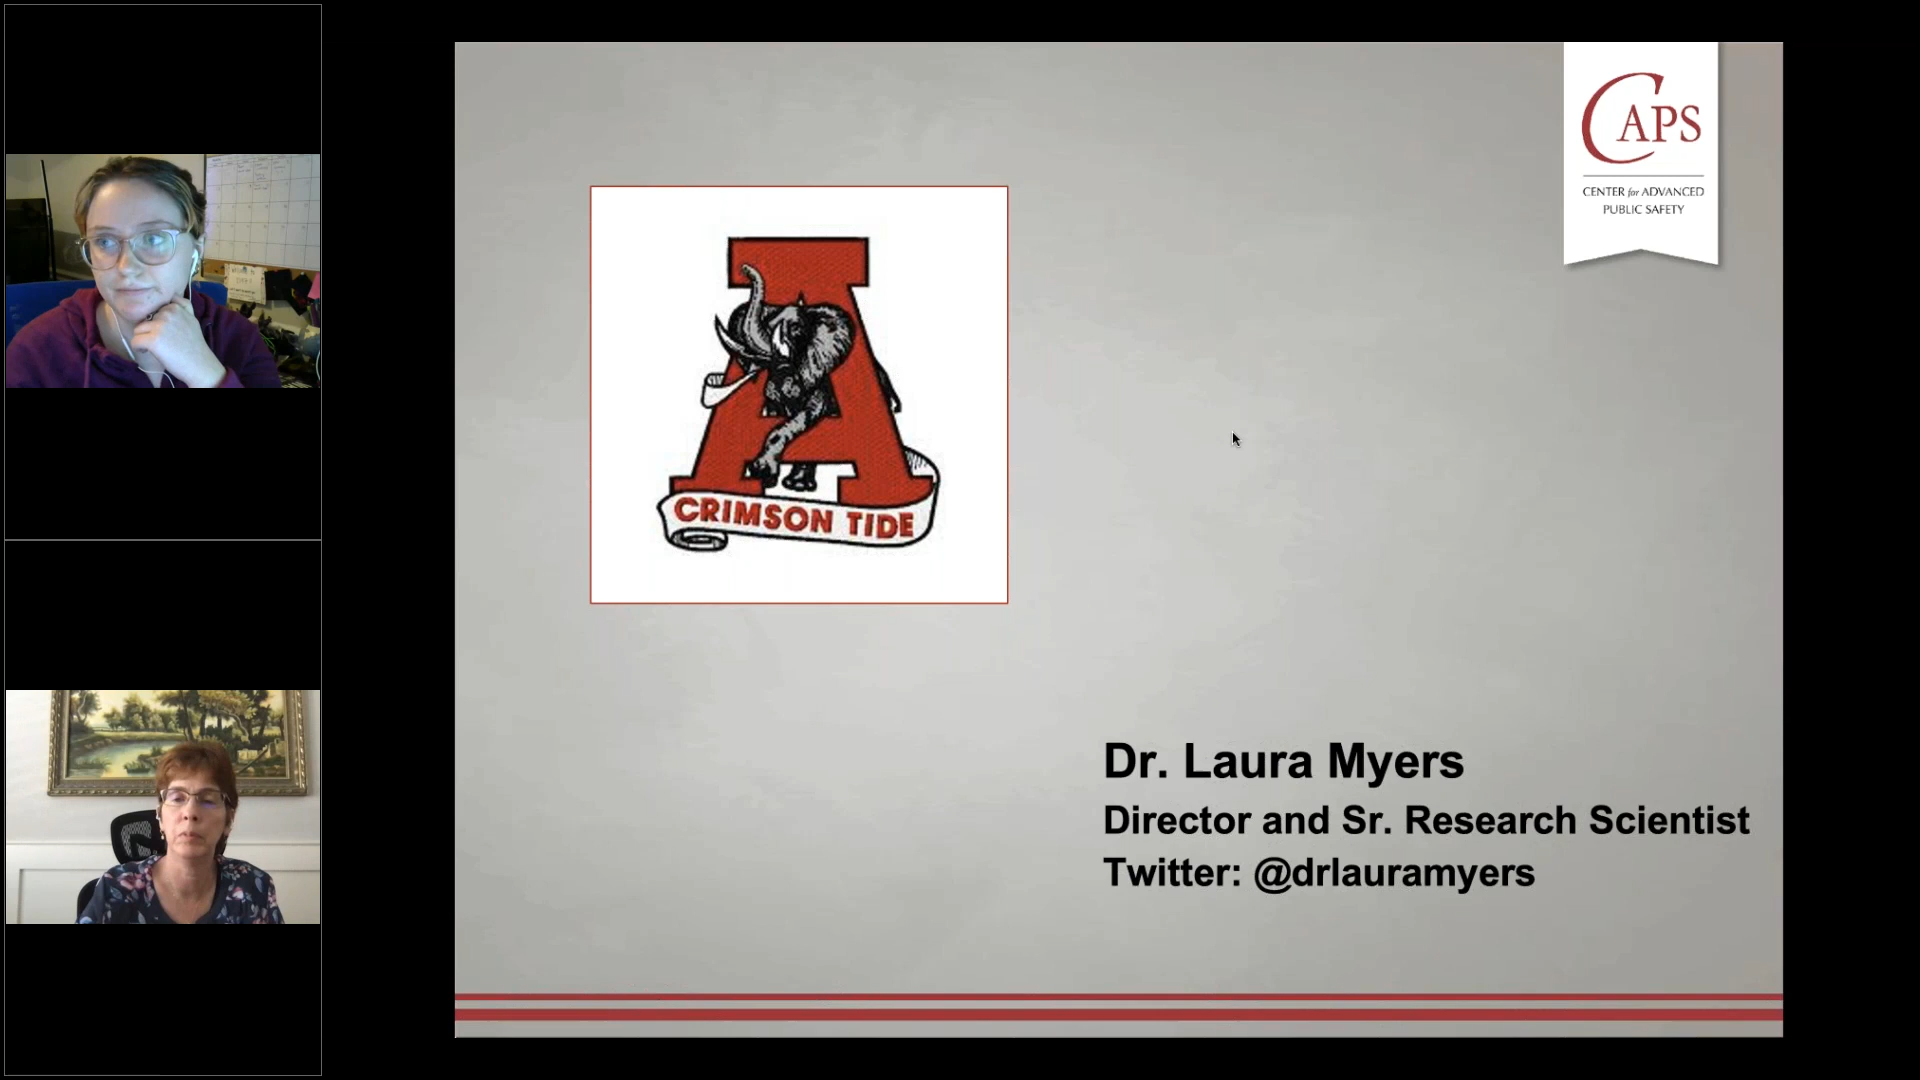 CAPS
CENTER for ADVANCED
PUBLIC SAFETY
CRIMSON TIDE
Dr. Laura Myers
Director and Sr. Research Scientist
Twitter: @drlauramyers